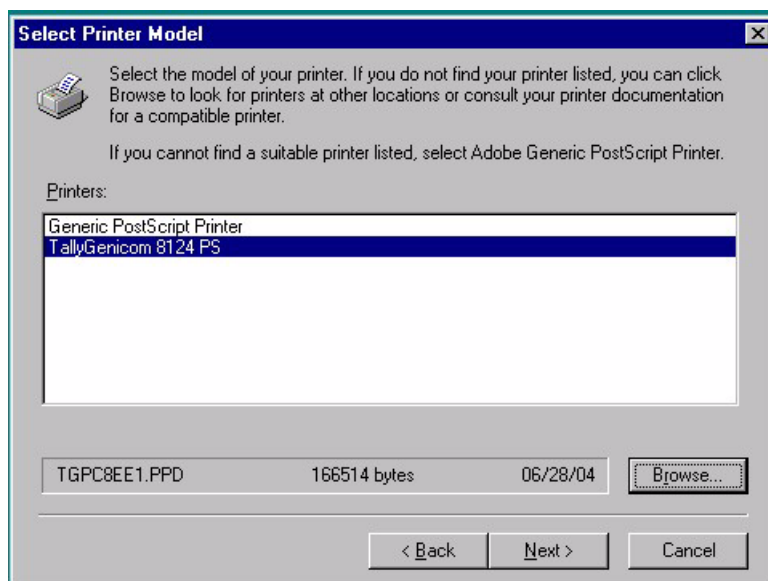 Select Printer Model
Select the model of your printer. If you do not find your printer listed, you can click
Browse to look for printers at other locations or consult your printer documentation
for a compatible printer.
If you cannot find a suitable printer listed, select Adobe Generic PostScript Printer.
Printers:
Generic PostScript Printer
TallyGenicom 8124 PS
TGPC8EE1.PPD 166514 bytes 06/28/04 Browse...
< Back Next > Cancel